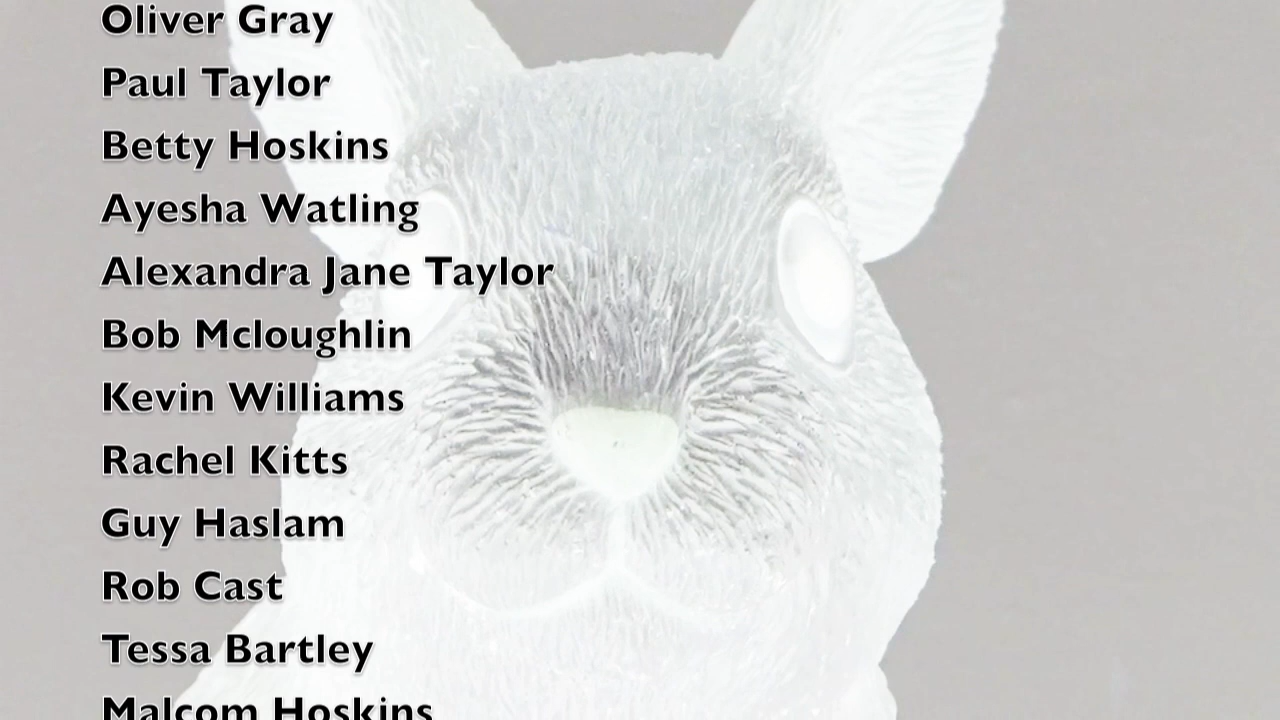 Oliver Gray
Paul Taylor
Betty Hoskins
Ayesha Watling
Alexandra Jane Taylor
Bob Mcloughlin
Kevin Williams
Rachel Kitts
Guy Haslam
Rob Cast
Tessa Bartley
Malcom Hoskins